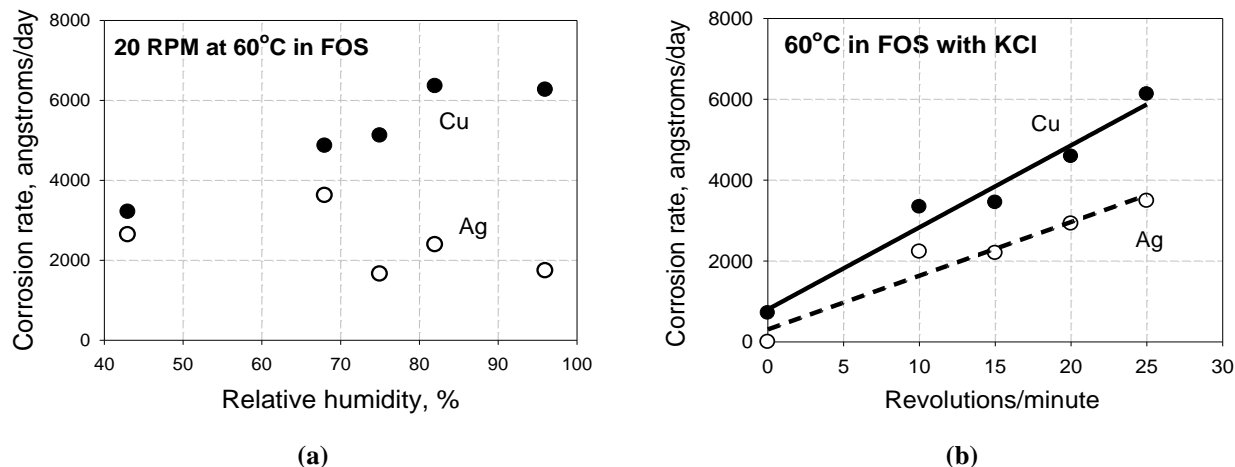 20 RPM at 60°C in FOS
Corrosion rate, angstroms/day
8000
6000
4000
2000
0
Cu
Ag
40 50 60 70 80 90 100
Relative humidity, %
(a)
60°C in FOS with KCl
Corrosion rate, angstroms/day
8000
6000
4000
2000
0
Cu
Ag
0 5 10 15 20 25 30
Revolutions/minute
(b)